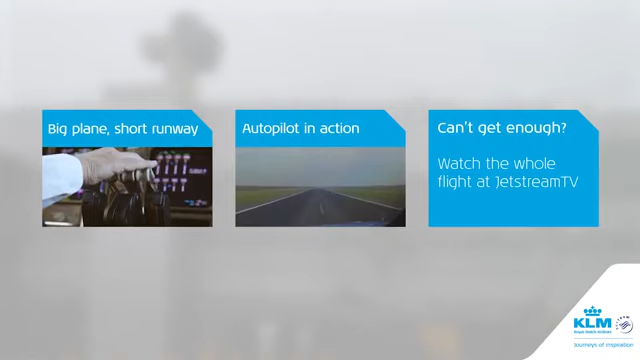 Big plane, short runway
Autopilot in action
Can't get enough?
Watch the whole
flight at JetstreamTV
KLM
Royal Dutch Airlines
Journeys of Inspiration